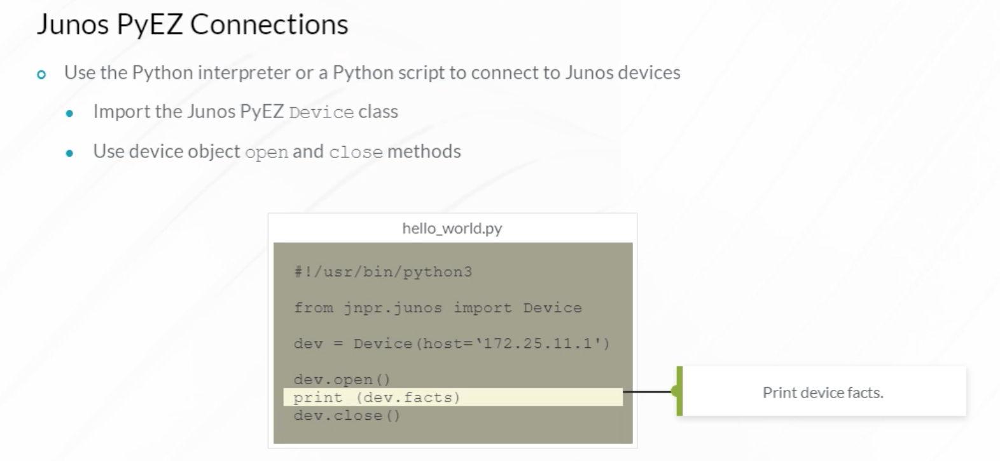 Junos PyEZ Connections
Use the Python interpreter or a Python script to connect to Junos devices
Import the Junos PyEZ Device class
Use device object open and close methods
hello_world.py
#!/usr/bin/python3
from jnpr.junos import Device
dev = Device(host=‛172.25.11.1')
dev.open()
print (dev.facts)
dev.close()
Print device facts.